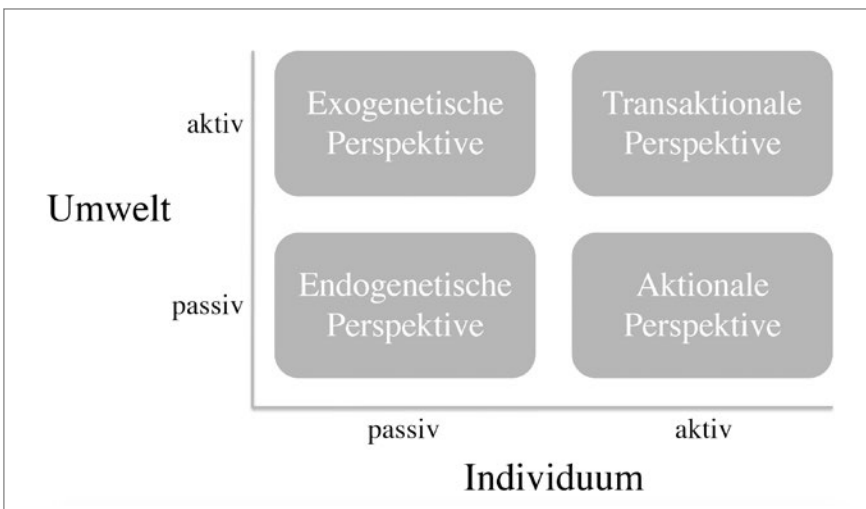 Exogenetische
Perspektive
Transaktionale
Perspektive
aktiv
Umwelt
Endogenetische
Perspektive
Aktionale
Perspektive
passiv
passiv
aktiv
Individuum